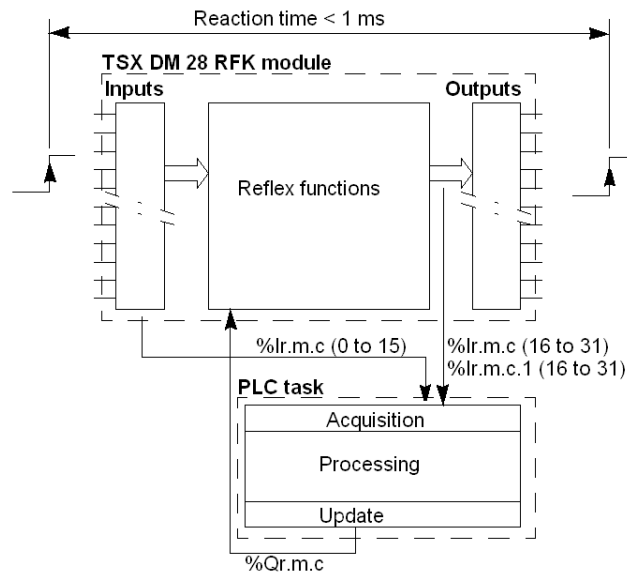 Reaction time < 1 ms
TSX DM 28 RFK module
Inputs
Outputs
Reflex functions
%Ir.m.c (0 to 15)
%Ir.m.c (16 to 31)
%Ir.m.c.1 (16 to 31)
PLC task
Acquisition
Processing
Update
%Qr.m.c